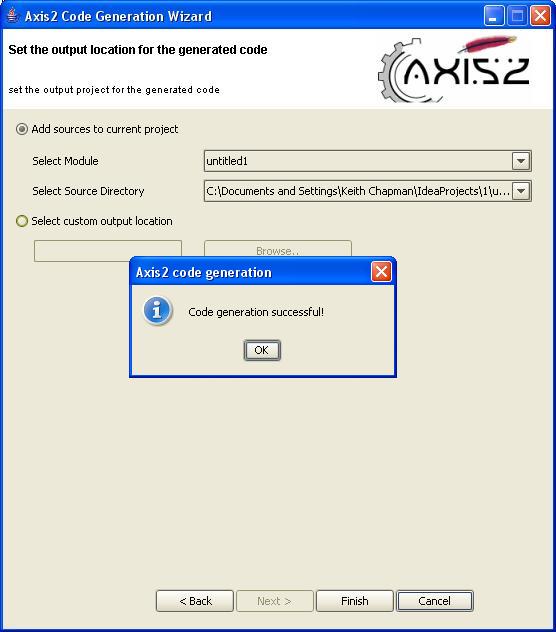 Axis2 Code Generation Wizard
Set the output location for the generated code
set the output project for the generated code
AXIS2
Add sources to current project
Select Module
untitled1
Select Source Directory
C:\Documents and Settings\Keith Chapman\IdeaProjects\1\u...
Select custom output location
Browse..
Axis2 code generation
Code generation successful!
OK
< Back
Next >
Finish
Cancel